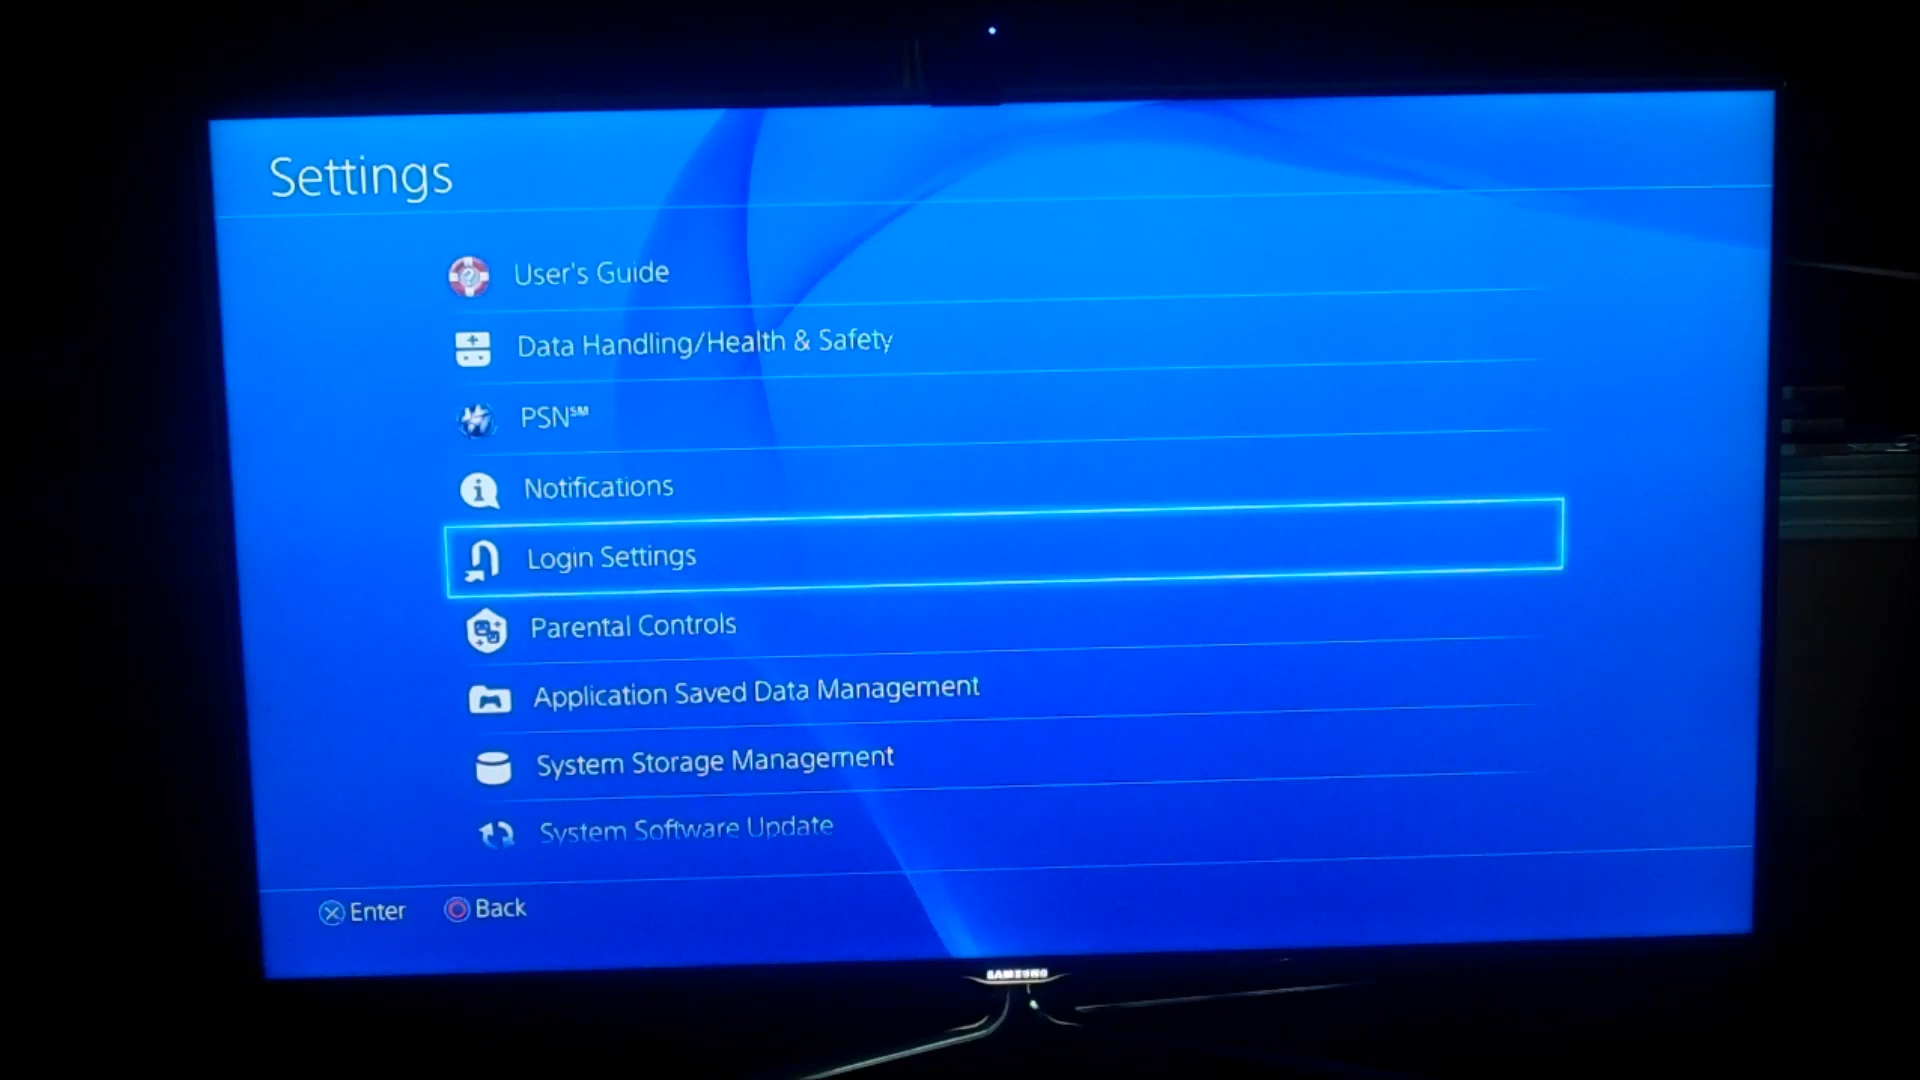 Settings
User's Guide
Data Handling/Health & Safety
PSN℠
Notifications
Login Settings
Parental Controls
Application Saved Data Management
System Storage Management
System Software Update
Enter Back
SAMSUNG